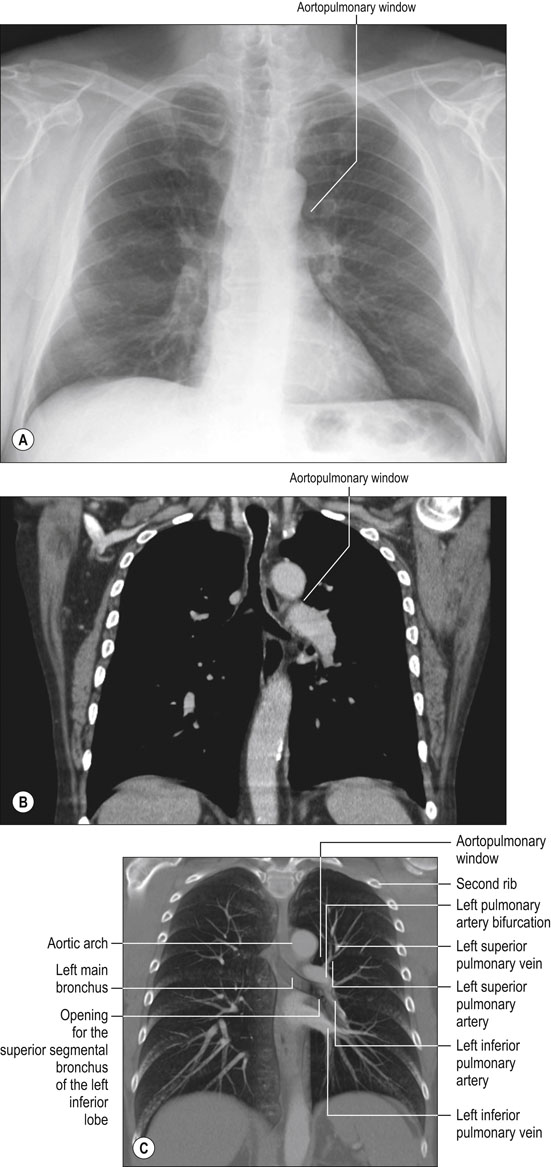 Aortopulmonary window
A
Aortopulmonary window
B
Aortopulmonary
window
Second rib
Left pulmonary
artery bifurcation
Left superior
pulmonary vein
Left superior
pulmonary
artery
Left inferior
pulmonary
artery
Left inferior
pulmonary vein
Aortic arch
Left main
bronchus
Opening
for the
superior segmental
bronchus
of the left
inferior
lobe
C